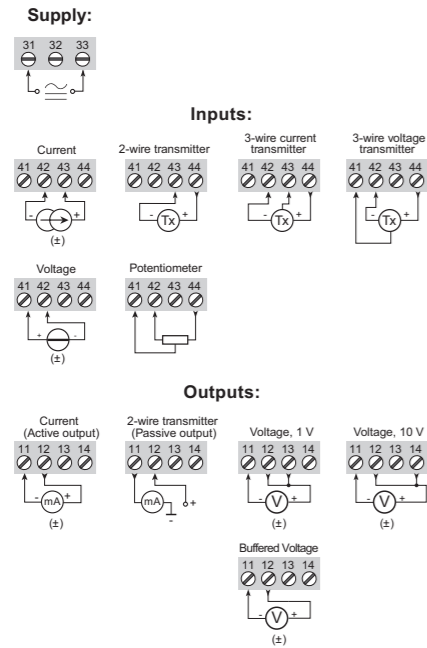 Supply:
31 32 33
Inputs:
Current
41 42 43 44
- +
(±)
2-wire transmitter
41 42 43 44
- Tx +
3-wire current
transmitter
41 42 43 44
- Tx +
3-wire voltage
transmitter
41 42 43 44
- Tx +
Voltage
41 42 43 44
+ -
(±)
Potentiometer
41 42 43 44
Outputs:
Current
(Active output)
11 12 13 14
- mA +
(±)
2-wire transmitter
(Passive output)
11 12 13 14
mA +
-
Voltage, 1 V
11 12 13 14
- V +
(±)
Voltage, 10 V
11 12 13 14
- V +
(±)
Buffered Voltage
11 12 13 14
- V +
(±)